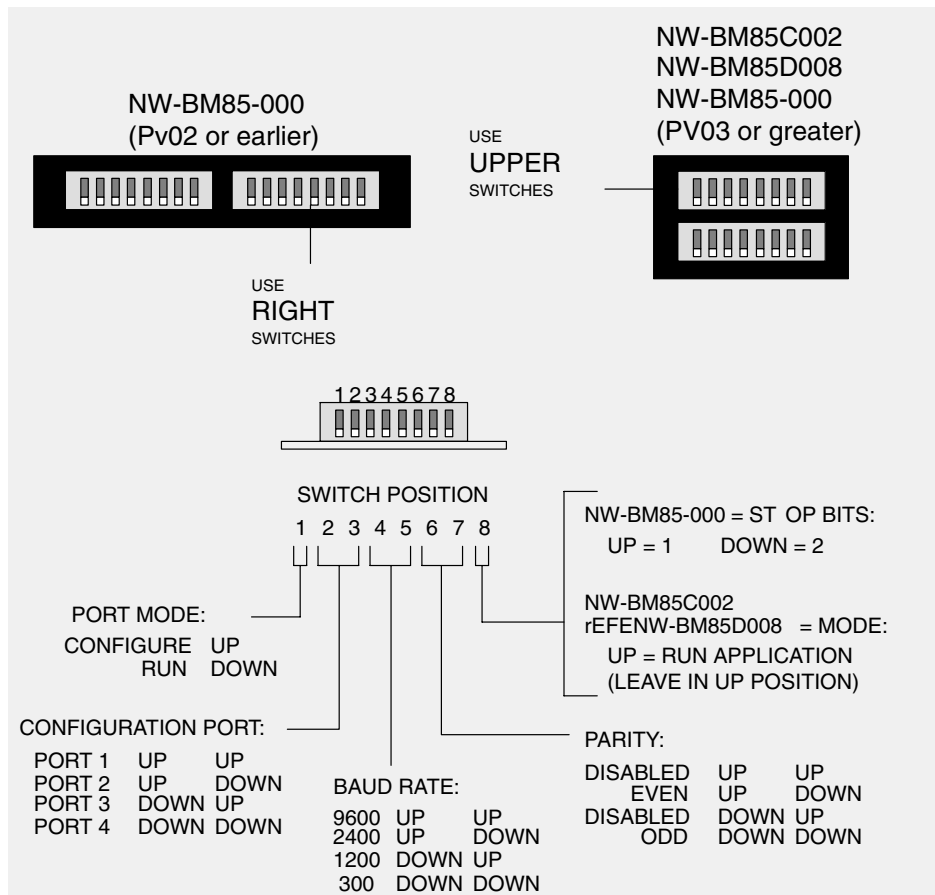 NW-BM85-000
(Pv02 or earlier)
NW-BM85C002
NW-BM85D008
NW-BM85-000
(PV03 or greater)
USE
UPPER
SWITCHES
USE
RIGHT
SWITCHES
12345678
SWITCH POSITION
1 2 3 4 5 6 7 8
PORT MODE:
CONFIGURE UP
RUN DOWN
NW-BM85-000 = ST OP BITS:
UP = 1 DOWN = 2
NW-BM85C002
rEFENW-BM85D008 = MODE:
UP = RUN APPLICATION
(LEAVE IN UP POSITION)
CONFIGURATION PORT:
PORT 1 UP UP
PORT 2 UP DOWN
PORT 3 DOWN UP
PORT 4 DOWN DOWN
BAUD RATE:
9600 UP UP
2400 UP DOWN
1200 DOWN UP
300 DOWN DOWN
PARITY:
DISABLED UP UP
EVEN UP DOWN
DISABLED DOWN UP
ODD DOWN DOWN